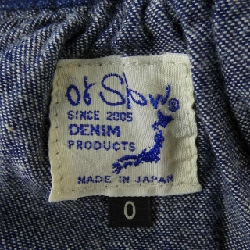 or Slow
SINCE 2005
DENIM
PRODUCTS
MADE IN JAPAN
0